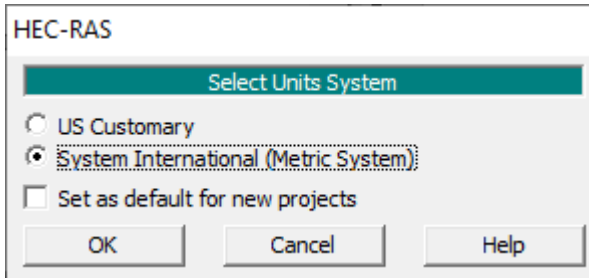 HEC-RAS
Select Units System
US Customary
System International (Metric System)
Set as default for new projects
OK Cancel Help